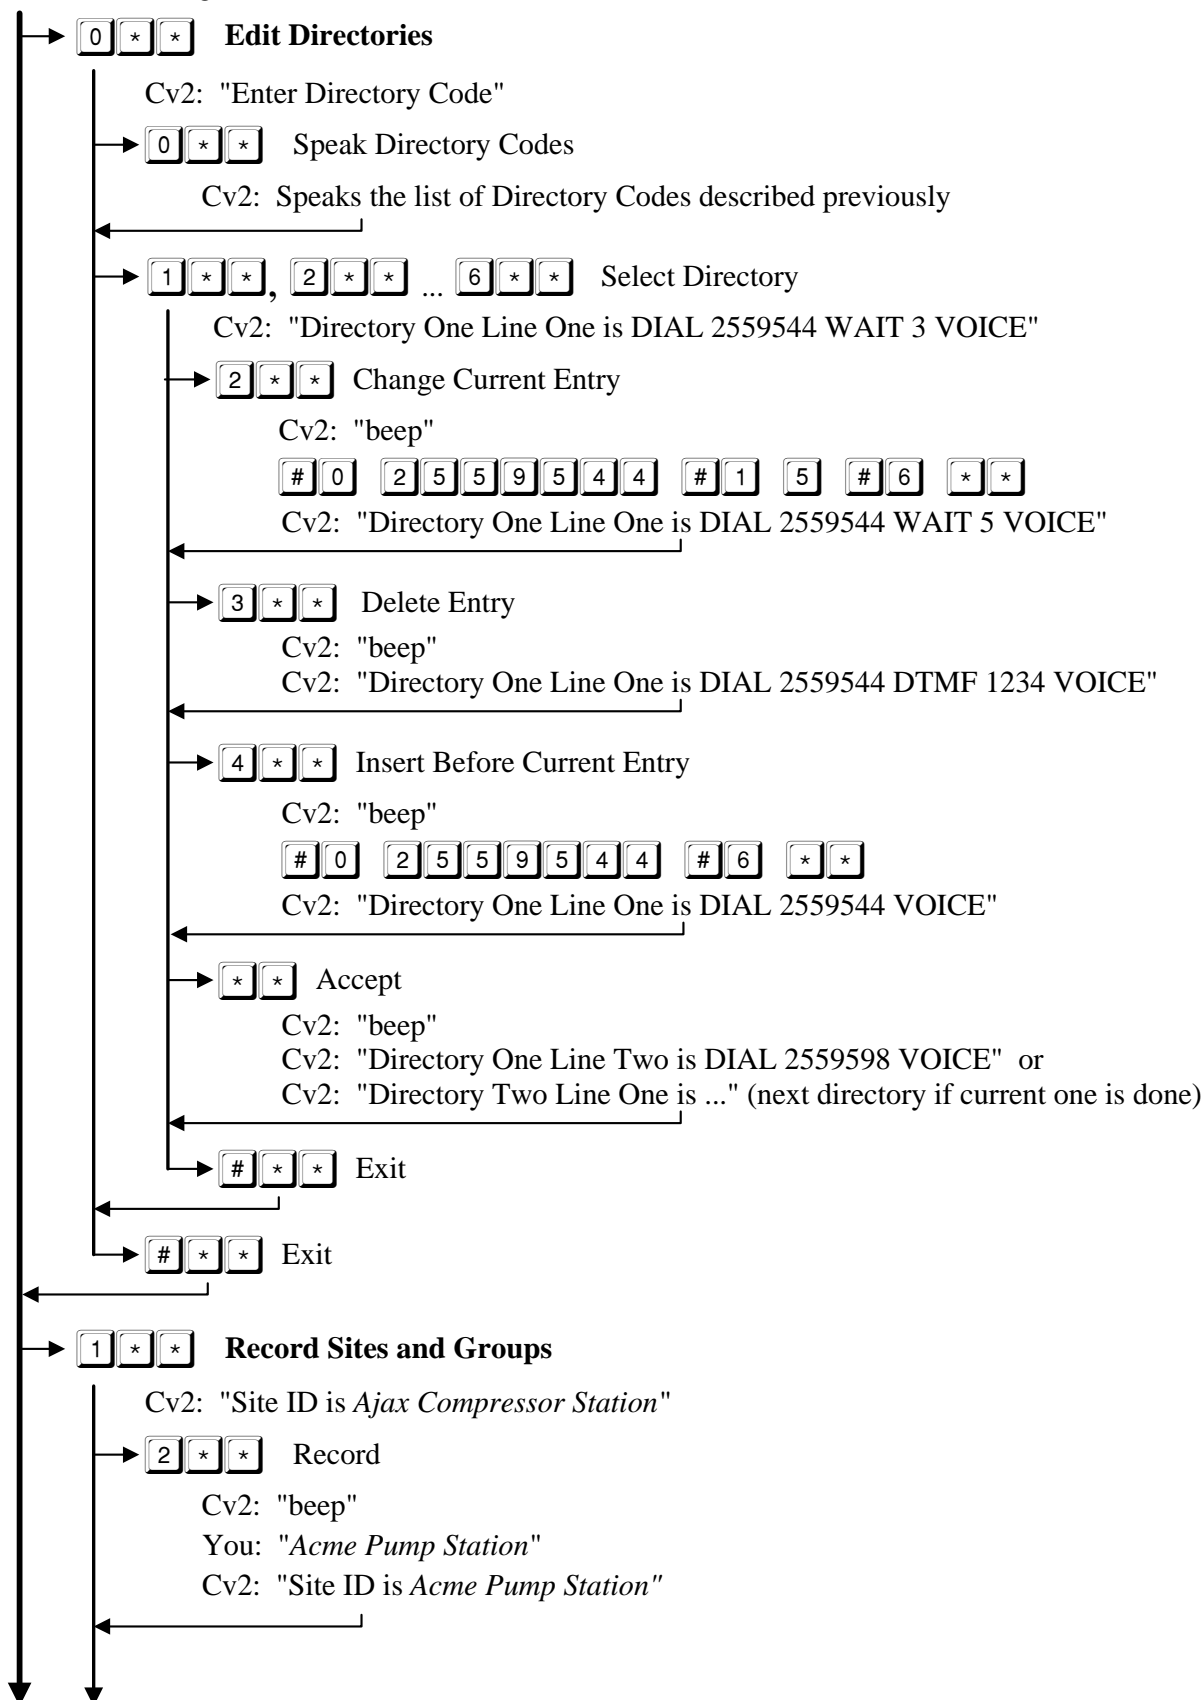 0 * * Edit Directories
Cv2: "Enter Directory Code"
0 * * Speak Directory Codes
Cv2: Speaks the list of Directory Codes described previously
1 * * , 2 * * ... 6 * * Select Directory
Cv2: "Directory One Line One is DIAL 2559544 WAIT 3 VOICE"
2 * * Change Current Entry
Cv2: "beep"
# 0 2 5 5 9 5 4 4 # 1 5 # 6 * *
Cv2: "Directory One Line One is DIAL 2559544 WAIT 5 VOICE"
3 * * Delete Entry
Cv2: "beep"
Cv2: "Directory One Line One is DIAL 2559544 DTMF 1234 VOICE"
4 * * Insert Before Current Entry
Cv2: "beep"
# 0 2 5 5 9 5 4 4 # 6 * *
Cv2: "Directory One Line One is DIAL 2559544 VOICE"
* * Accept
Cv2: "beep"
Cv2: "Directory One Line Two is DIAL 2559598 VOICE" or
Cv2: "Directory Two Line One is ..." (next directory if current one is done)
# * * Exit
# * * Exit
1 * * Record Sites and Groups
Cv2: "Site ID is Ajax Compressor Station"
2 * * Record
Cv2: "beep"
You: "Acme Pump Station"
Cv2: "Site ID is Acme Pump Station"